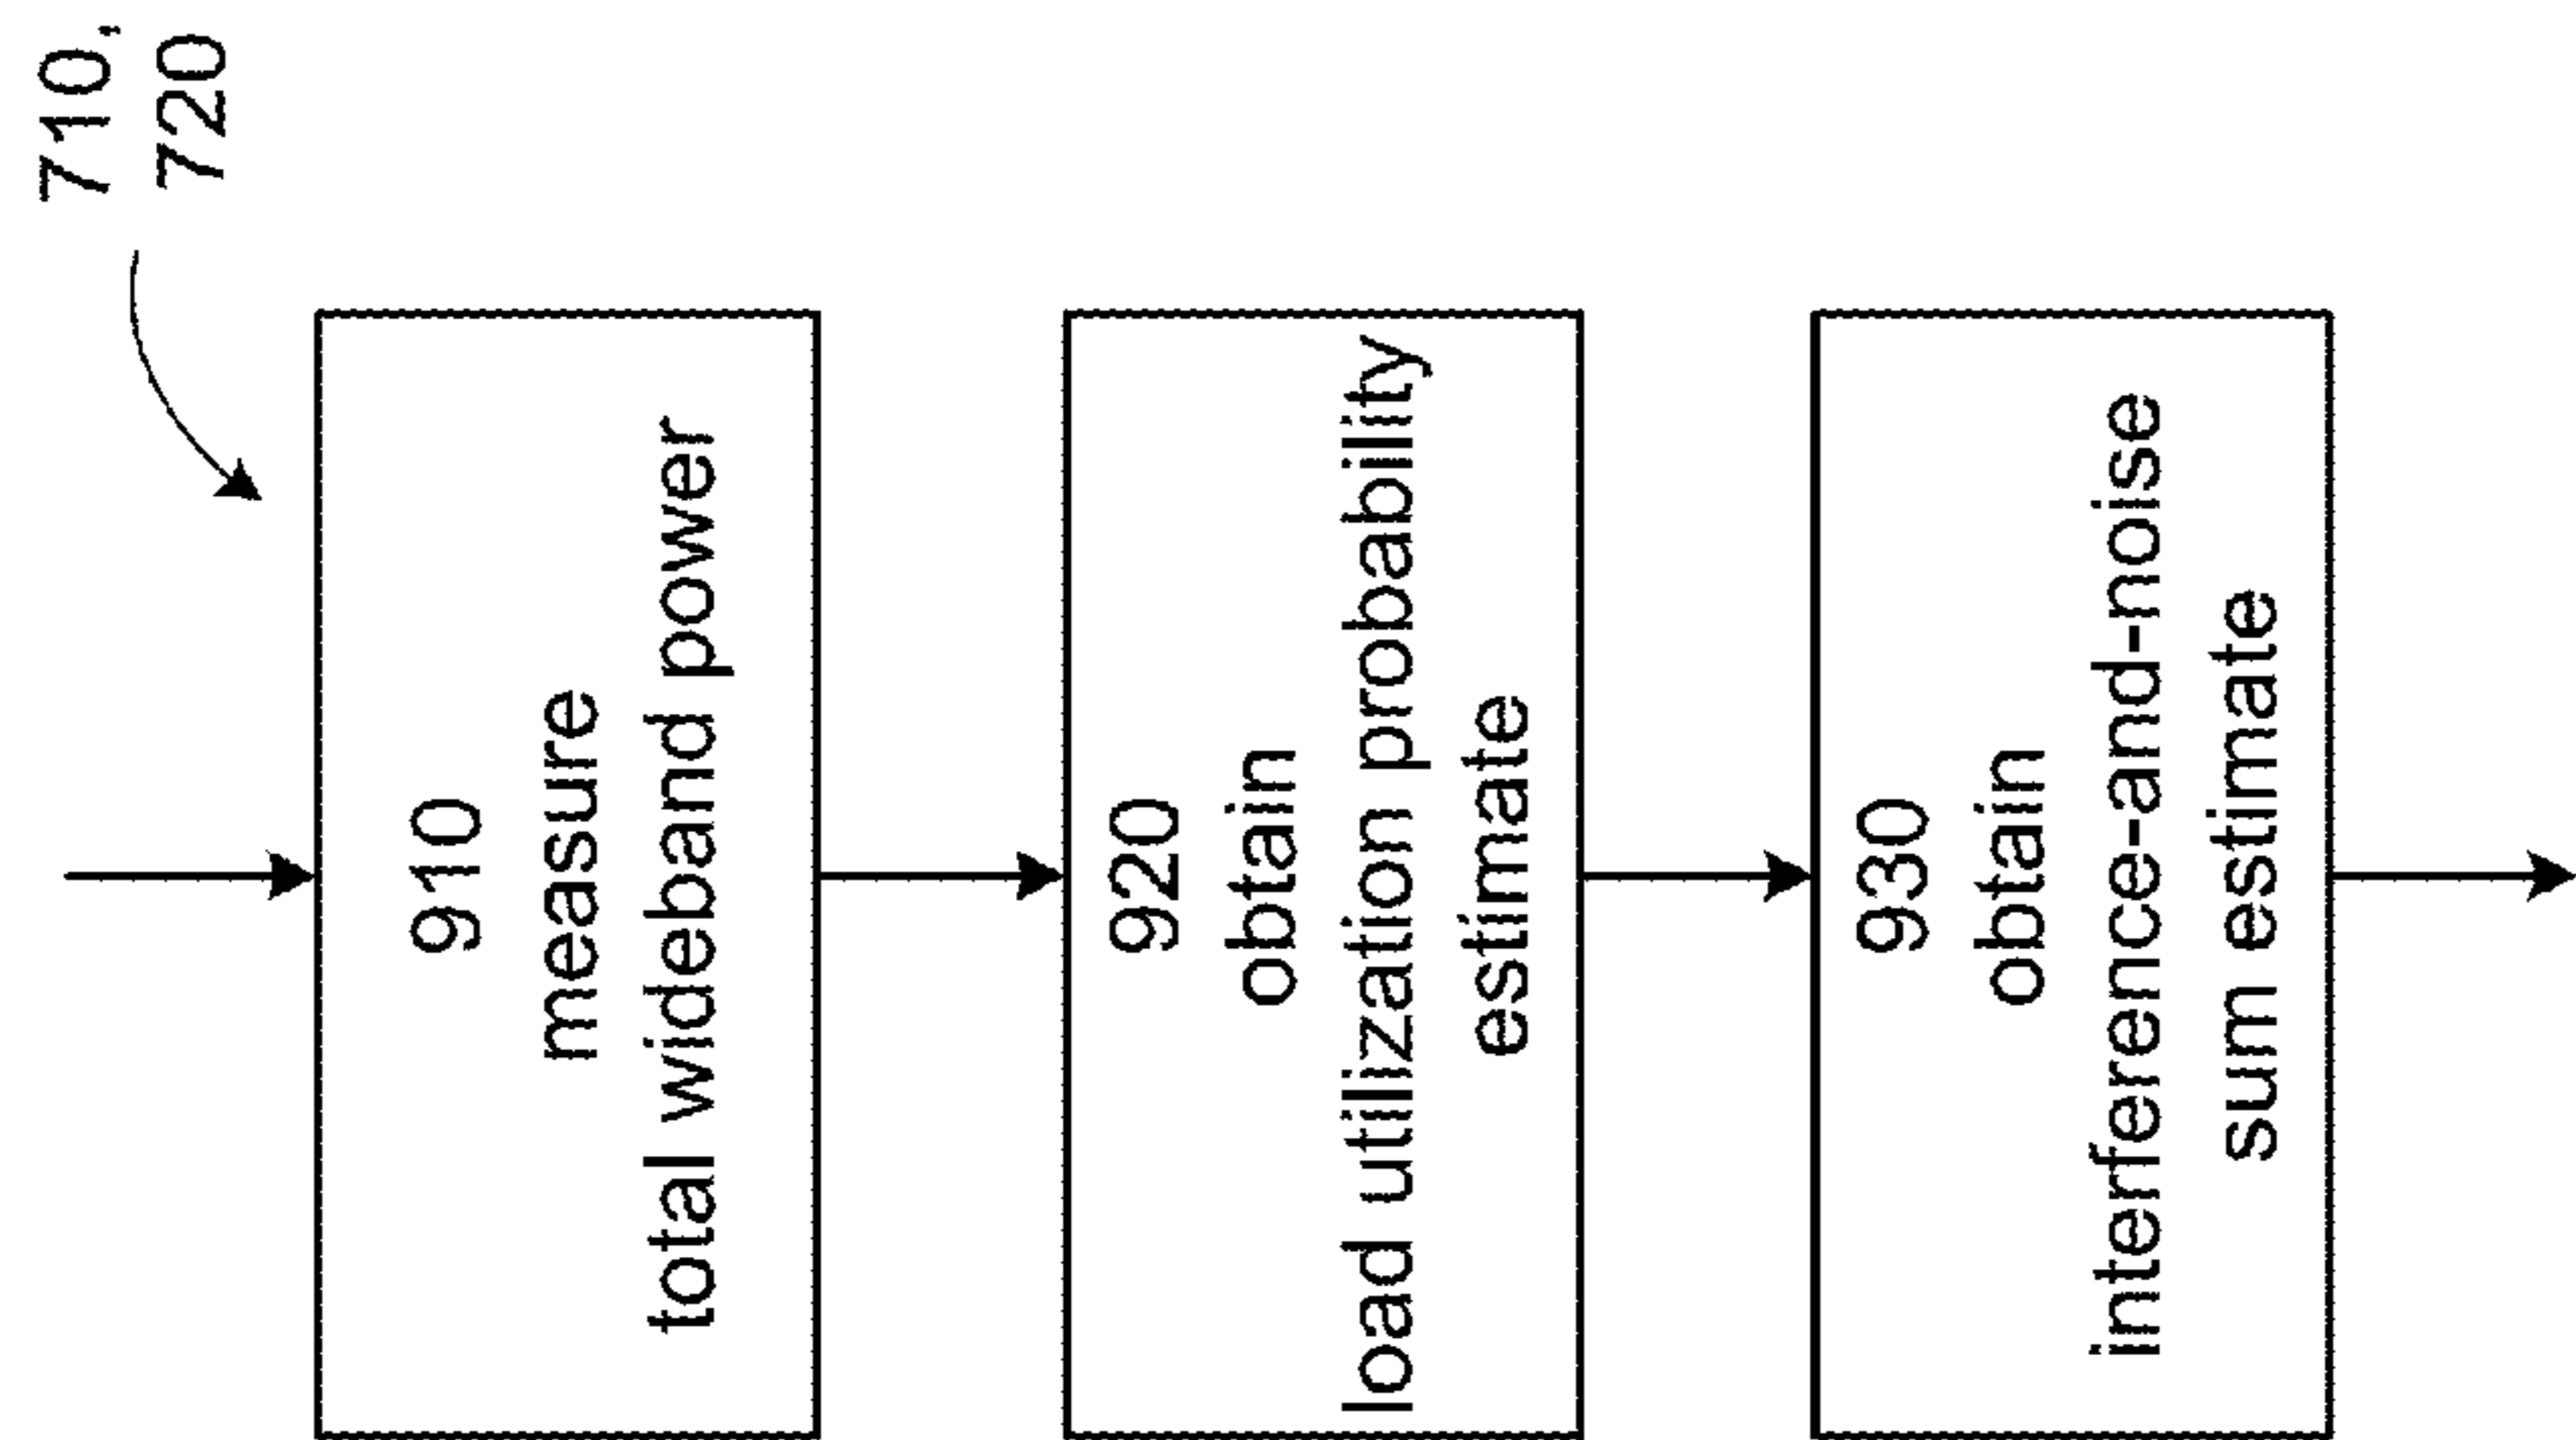 710,
720
910
measure
total wideband power
920
obtain
load utilization probability
estimate
930
obtain
interference-and-noise
sum estimate